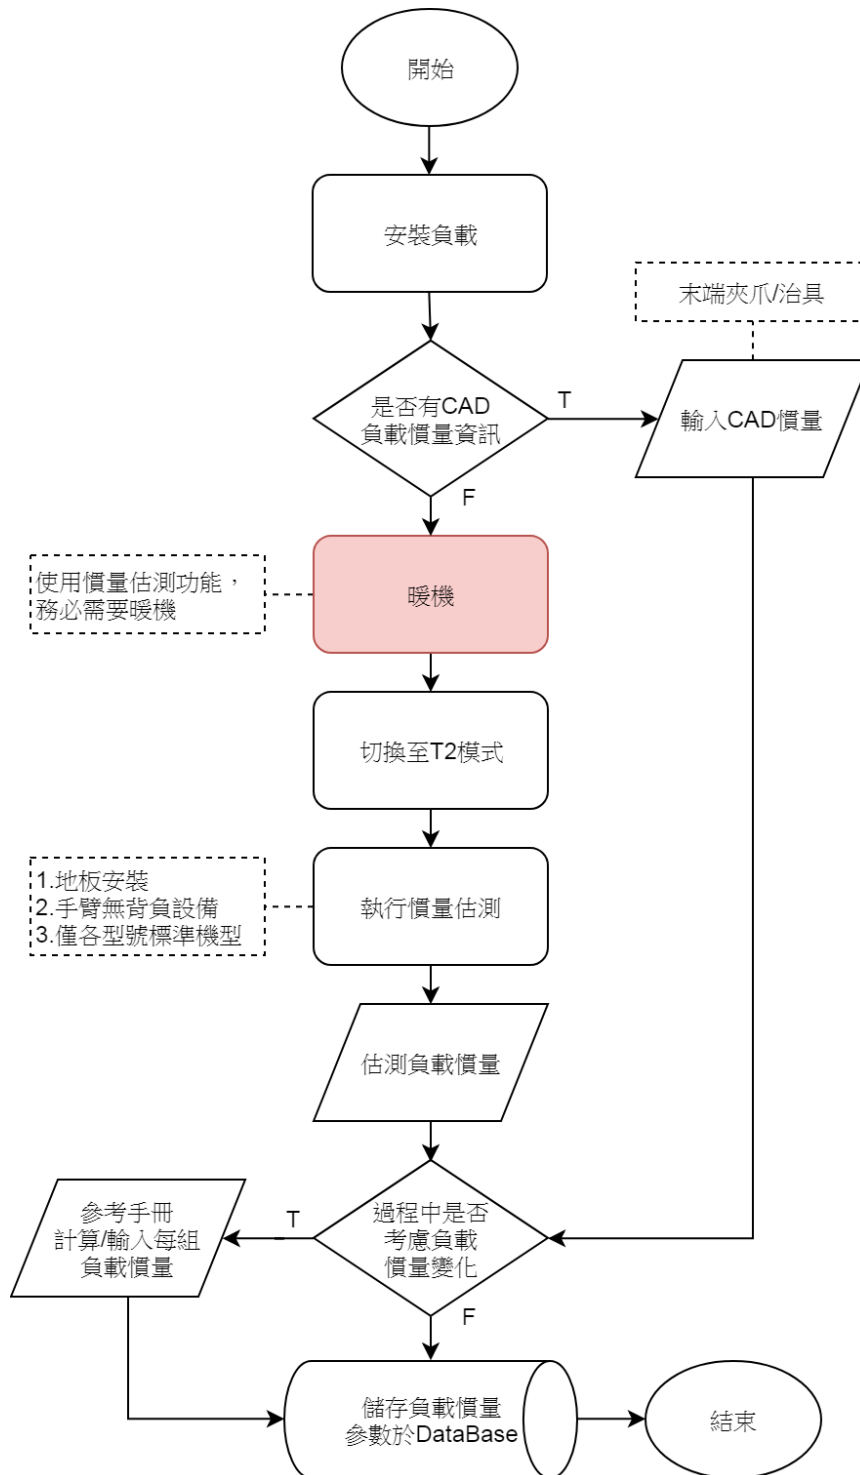 開始
安裝負載
末端夾爪/治具
是否有CAD
負載慣量資訊
T
輸入CAD慣量
F
使用慣量估測功能，
務必需要暖機
暖機
切換至T2模式
1.地板安裝
2.手臂無背負設備
3.僅各型號標準機型
執行慣量估測
估測負載慣量
參考手冊
計算/輸入每組
負載慣量
T
過程中是否
考慮負載
慣量變化
F
儲存負載慣量
參數於DataBase
結束